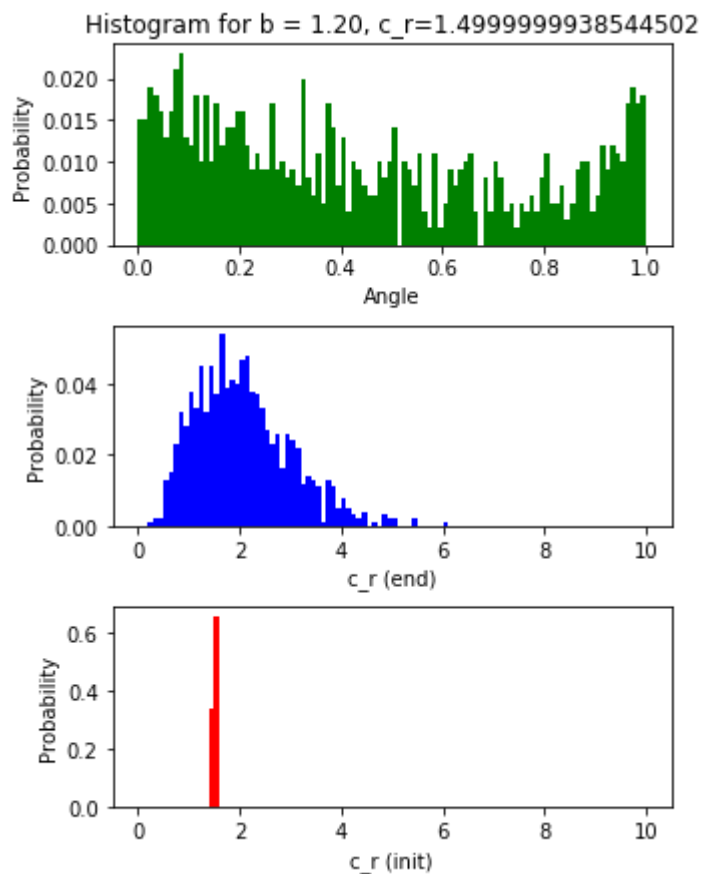 Histogram for b = 1.20, c_r=1.4999999938544502
0.020
0.015
0.010
0.005
0.000
Probability
0.0 0.2 0.4 0.6 0.8 1.0
Angle
0.04
0.02
0.00
Probability
0 2 4 6 8 10
c_r (end)
0.6
0.4
0.2
0.0
Probability
0 2 4 6 8 10
c_r (init)